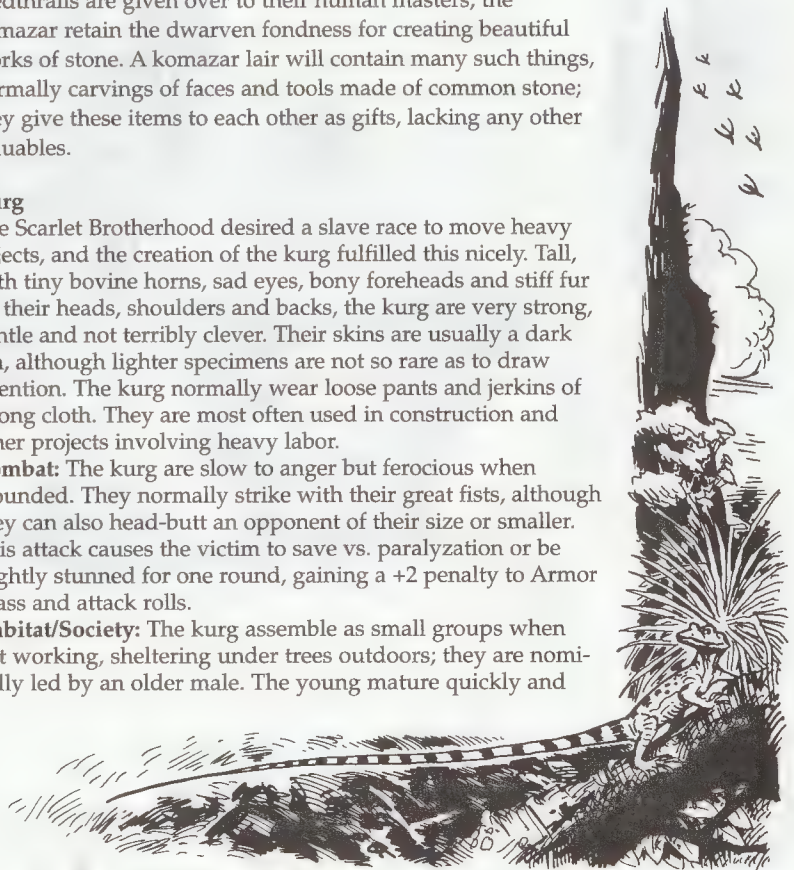 edthralls are given over to their human masters, the
mazar retain the dwarven fondness for creating beautiful
rks of stone. A komazar lair will contain many such things,
rmally carvings of faces and tools made of common stone;
ey give these items to each other as gifts, lacking any other
uables.
urg
e Scarlet Brotherhood desired a slave race to move heavy
jects, and the creation of the kurg fulfilled this nicely. Tall,
th tiny bovine horns, sad eyes, bony foreheads and stiff fur
their heads, shoulders and backs, the kurg are very strong,
ntle and not terribly clever. Their skins are usually a dark
n, although lighter specimens are not so rare as to draw
ention. The kurg normally wear loose pants and jerkins of
ong cloth. They are most often used in construction and
her projects involving heavy labor.
ombat: The kurg are slow to anger but ferocious when
ounded. They normally strike with their great fists, although
ey can also head-butt an opponent of their size or smaller.
is attack causes the victim to save vs. paralyzation or be
ghtly stunned for one round, gaining a +2 penalty to Armor
ass and attack rolls.
abitat/Society: The kurg assemble as small groups when
t working, sheltering under trees outdoors; they are nomi-
lly led by an older male. The young mature quickly and